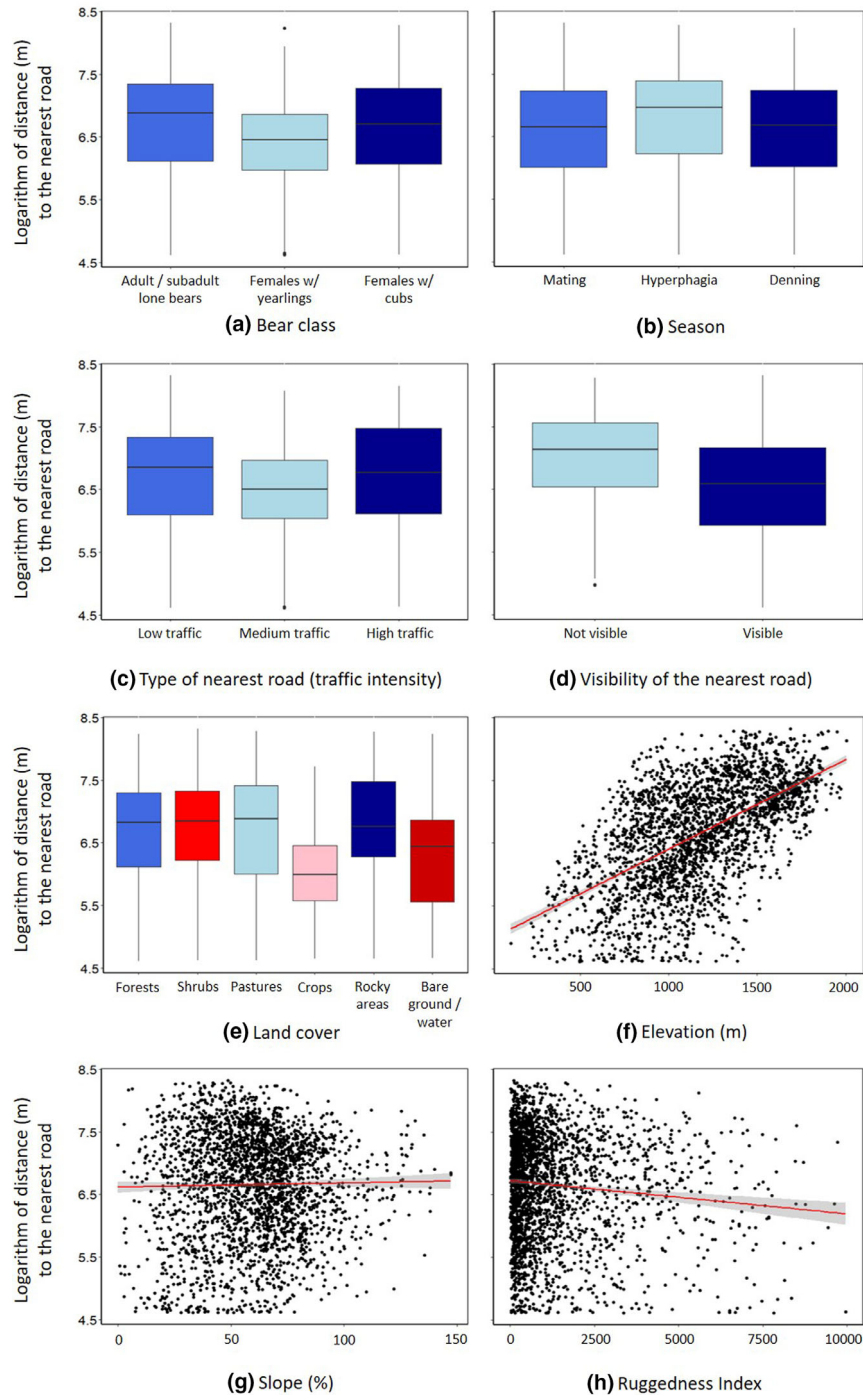 Logarithm of distance (m)
to the nearest road
8.5
7.5
6.5
5.5
4.5
Adult / subadult
lone bears
Females w/
yearlings
Females w/
cubs
(a) Bear class
Mating
Hyperphagia
Denning
(b) Season
Logarithm of distance (m)
to the nearest road
8.5
7.5
6.5
5.5
4.5
Low traffic
Medium traffic
High traffic
(c) Type of nearest road (traffic intensity)
Not visible
Visible
(d) Visibility of the nearest road)
Logarithm of distance (m)
to the nearest road
8.5
7.5
6.5
5.5
4.5
Forests
Shrubs
Pastures
Crops
Rocky
areas
Bare
ground /
water
(e) Land cover
500
1000
1500
2000
(f) Elevation (m)
Logarithm of distance (m)
to the nearest road
8.5
7.5
6.5
5.5
4.5
0
50
100
150
(g) Slope (%)
0
2500
5000
7500
10000
(h) Ruggedness Index